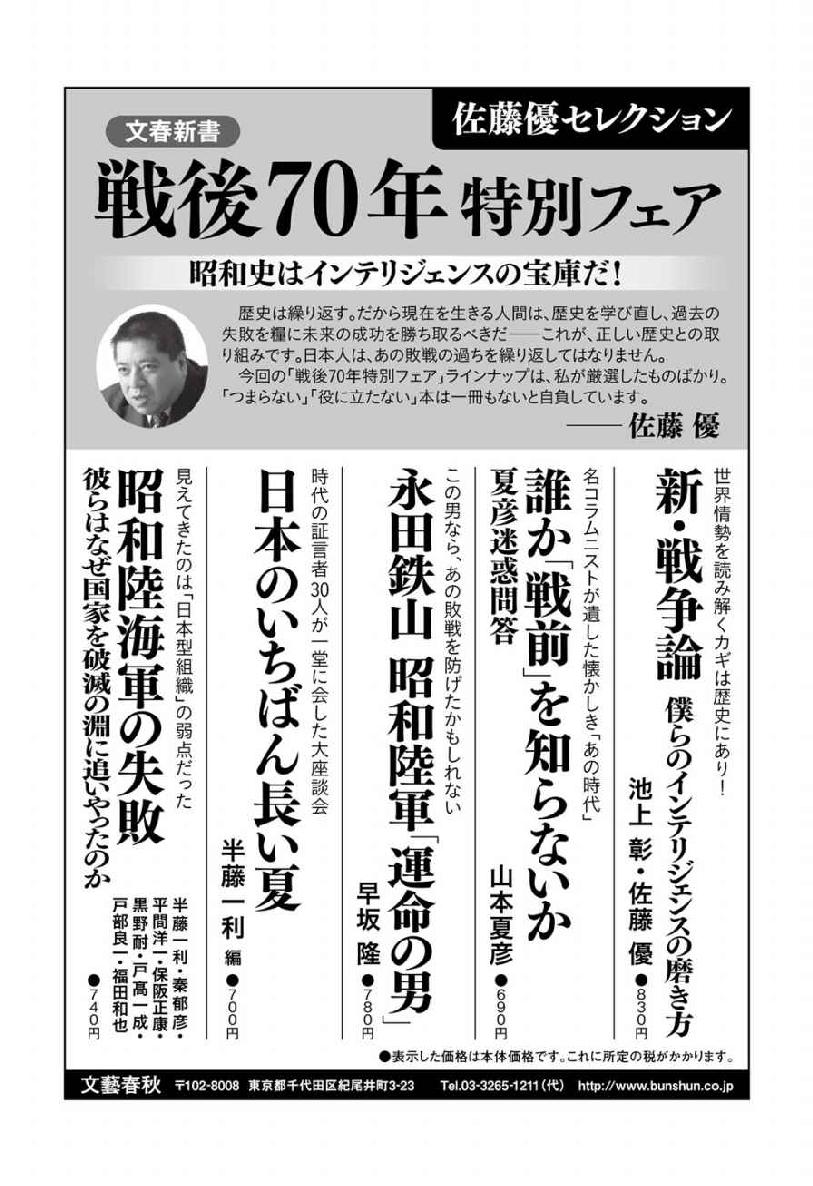 佐藤優セレクション
文春新書
戦後70年 特別フェア
昭和史はインテリジェンスの宝庫だ!
歴史は繰り返す。だから現在を生きる人間は、歴史を学び直し、過去の
失敗を糧に未来の成功を勝ち取るべきだ――これが、正しい歴史との取
り組みです。日本人は、あの敗戦の過ちを繰り返してはなりません。
今回の「戦後70年特別フェア」ラインナップは、私が厳選したものばかり。
「つまらない」「役に立たない」本は一冊もないと自負しています。
――佐藤 優
世界情勢を読み解くカギは歴史にあり!
新・戦争論 僕らのインテリジェンスの磨き方
池上 彰・佐藤 優 ●830円
名コラムニストが遺した懐かしき「あの時代」
誰か「戦前」を知らないか
夏彦迷惑問答
山本夏彦 ●690円
この男なら、あの敗戦を防げたかもしれない
永田鉄山 昭和陸軍「運命の男」
早坂 隆 ●780円
時代の証言者30人が一堂に会した大座談会
日本のいちばん長い夏
半藤一利 編 ●700円
見えてきたのは「日本型組織」の弱点だった
昭和陸海軍の失敗
彼らはなぜ国家を破滅の淵に追いやったのか
半藤一利・秦郁彦・
平間洋一・保阪正康・
黒野耐・戸髙一成・
戸部良一・福田和也
●740円
●表示した価格は本体価格です。これに所定の税がかかります。
文藝春秋 〒102-8008 東京都千代田区紀尾井町3-23 Tel.03-3265-1211(代) http://www.bunshun.co.jp